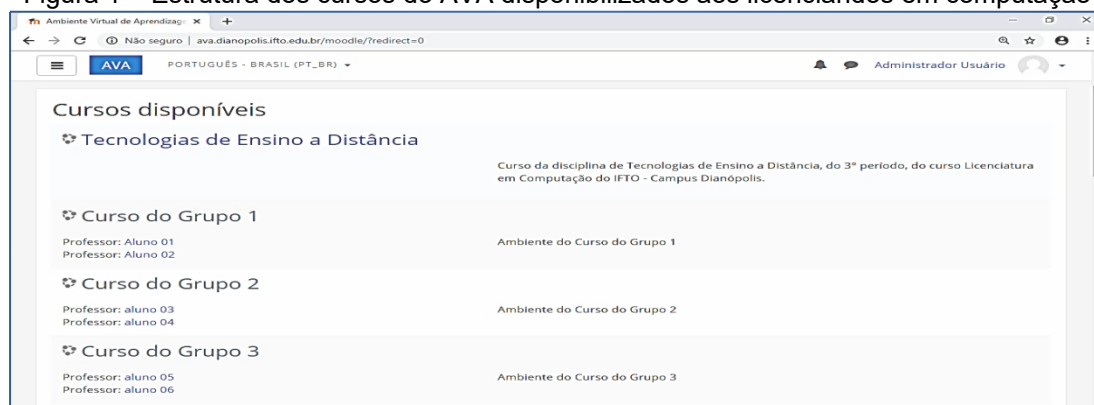 Figura 1 – Estrutura dos cursos do AVA disponibilizados aos licenciandos em computação
Ambiente Virtual de Aprendizage
Não seguro | ava.dianopolis.ifto.edu.br/moodle/?redirect=0
AVA PORTUGUÊS - BRASIL (PT_BR) Administrador Usuário
Cursos disponíveis
Tecnologias de Ensino a Distância
Curso da disciplina de Tecnologias de Ensino a Distância, do 3° período, do curso Licenciatura
em Computação do IFTO - Campus Dianópolis.
Curso do Grupo 1
Professor: Aluno 01 Ambiente do Curso do Grupo 1
Professor: Aluno 02
Curso do Grupo 2
Professor: aluno 03 Ambiente do Curso do Grupo 2
Professor: aluno 04
Curso do Grupo 3
Professor: aluno 05 Ambiente do Curso do Grupo 3
Professor: aluno 06